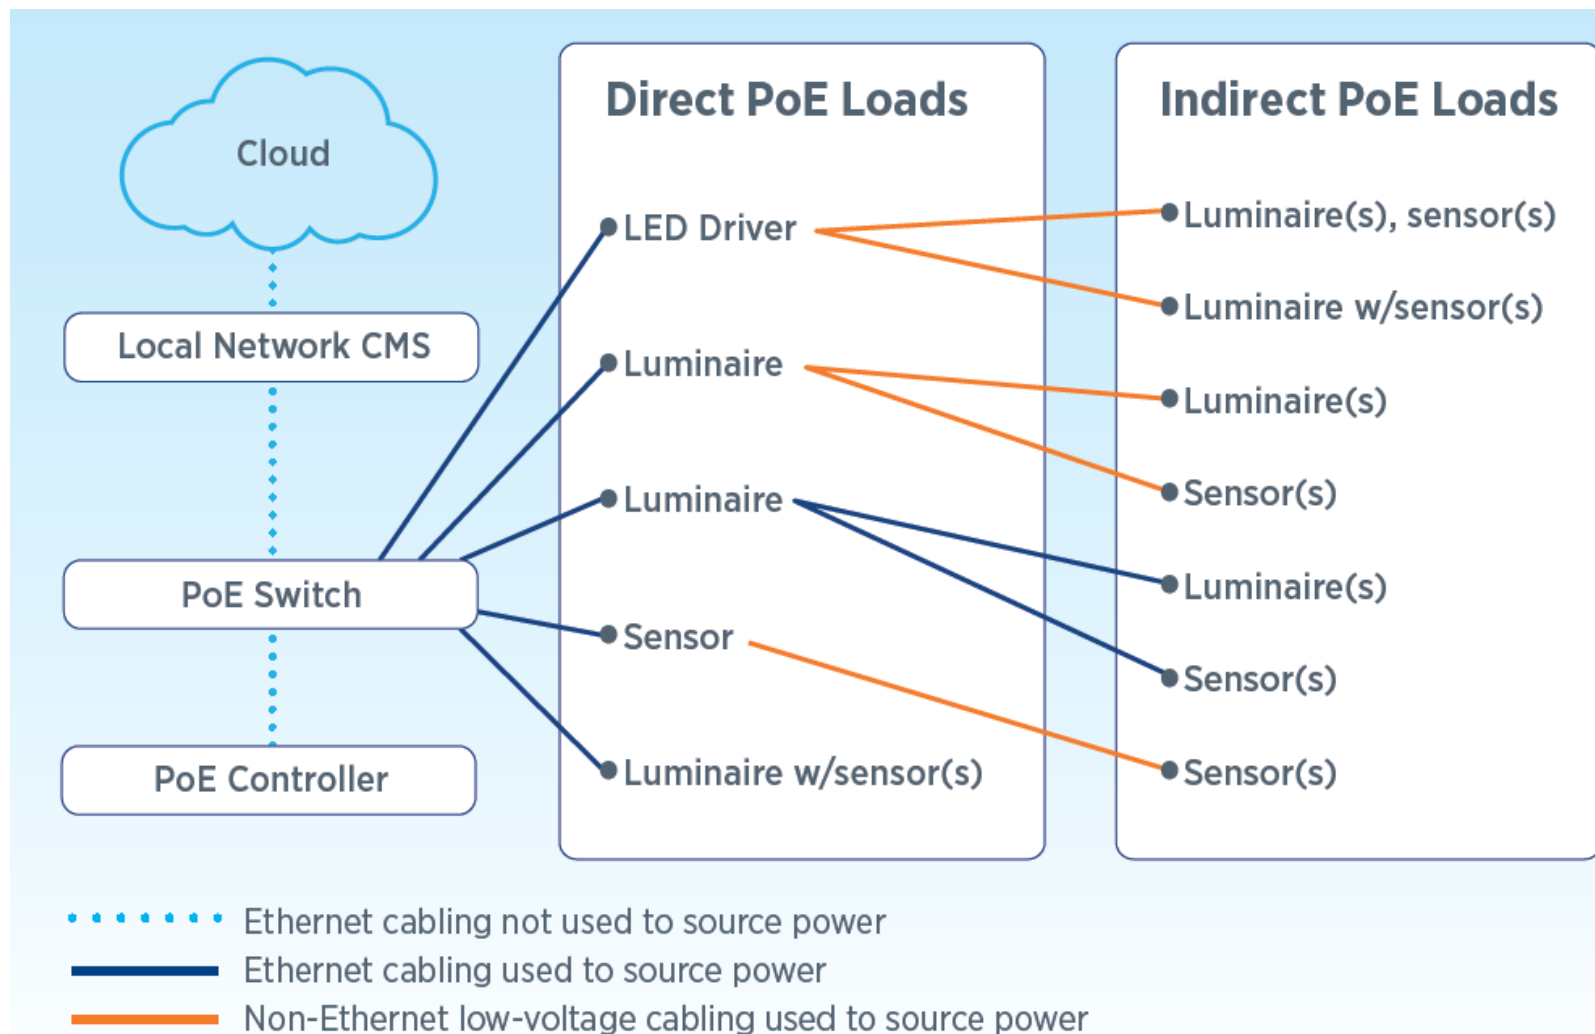 Cloud
Local Network CMS
PoE Switch
PoE Controller
Direct PoE Loads
LED Driver
Luminaire
Luminaire
Sensor
Luminaire w/sensor(s)
Indirect PoE Loads
Luminaire(s), sensor(s)
Luminaire w/sensor(s)
Luminaire(s)
Sensor(s)
Luminaire(s)
Sensor(s)
Sensor(s)
Ethernet cabling not used to source power
Ethernet cabling used to source power
Non-Ethernet low-voltage cabling used to source power